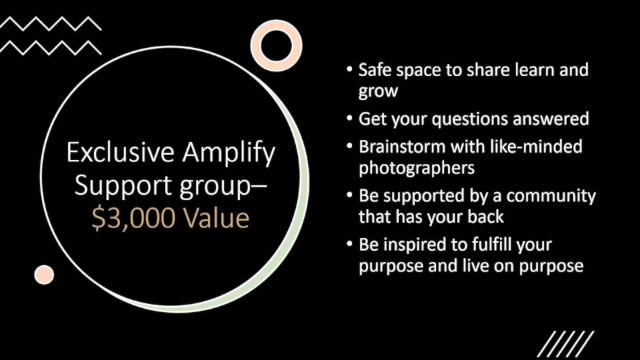 Exclusive Amplify
Support group–
$3,000 Value
• Safe space to share learn and
grow
• Get your questions answered
• Brainstorm with like-minded
photographers
• Be supported by a community
that has your back
• Be inspired to fulfill your
purpose and live on purpose